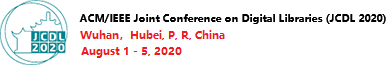 JCDL
2020
ACM/IEEE Joint Conference on Digital Libraries (JCDL 2020)
Wuhan, Hubei, P, R, China
August 1 - 5, 2020